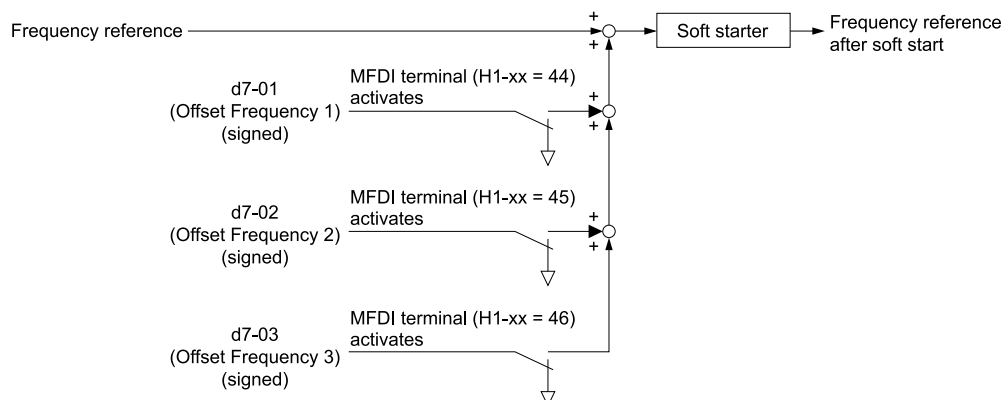 Frequency reference
+
+
Soft starter
Frequency reference
after soft start
d7-01
(Offset Frequency 1)
(signed)
MFDI terminal (H1-xx = 44)
activates
+
+
d7-02
(Offset Frequency 2)
(signed)
MFDI terminal (H1-xx = 45)
activates
+
+
d7-03
(Offset Frequency 3)
(signed)
MFDI terminal (H1-xx = 46)
activates